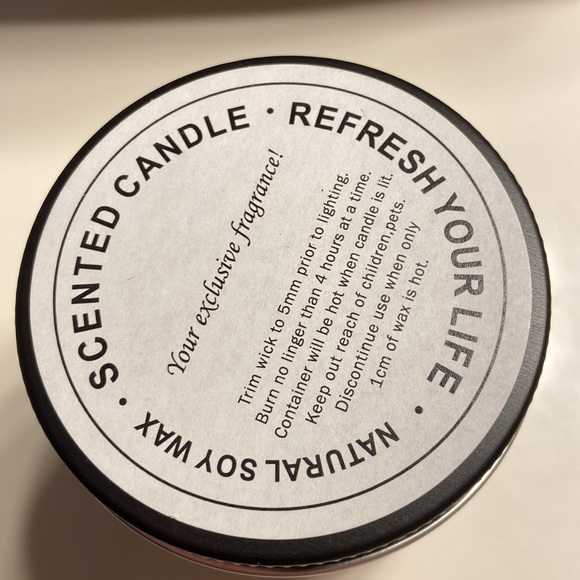 SCENTED CANDLE · REFRESH YOUR LIFE · NATURAL SOY WAX ·
Your exclusive fragrance!
Trim wick to 5mm prior to lighting.
Burn no linger than 4 hours at a time.
Container will be hot when candle is lit.
Keep out reach of children,pets.
Discontinue use when only
1cm of wax is hot.